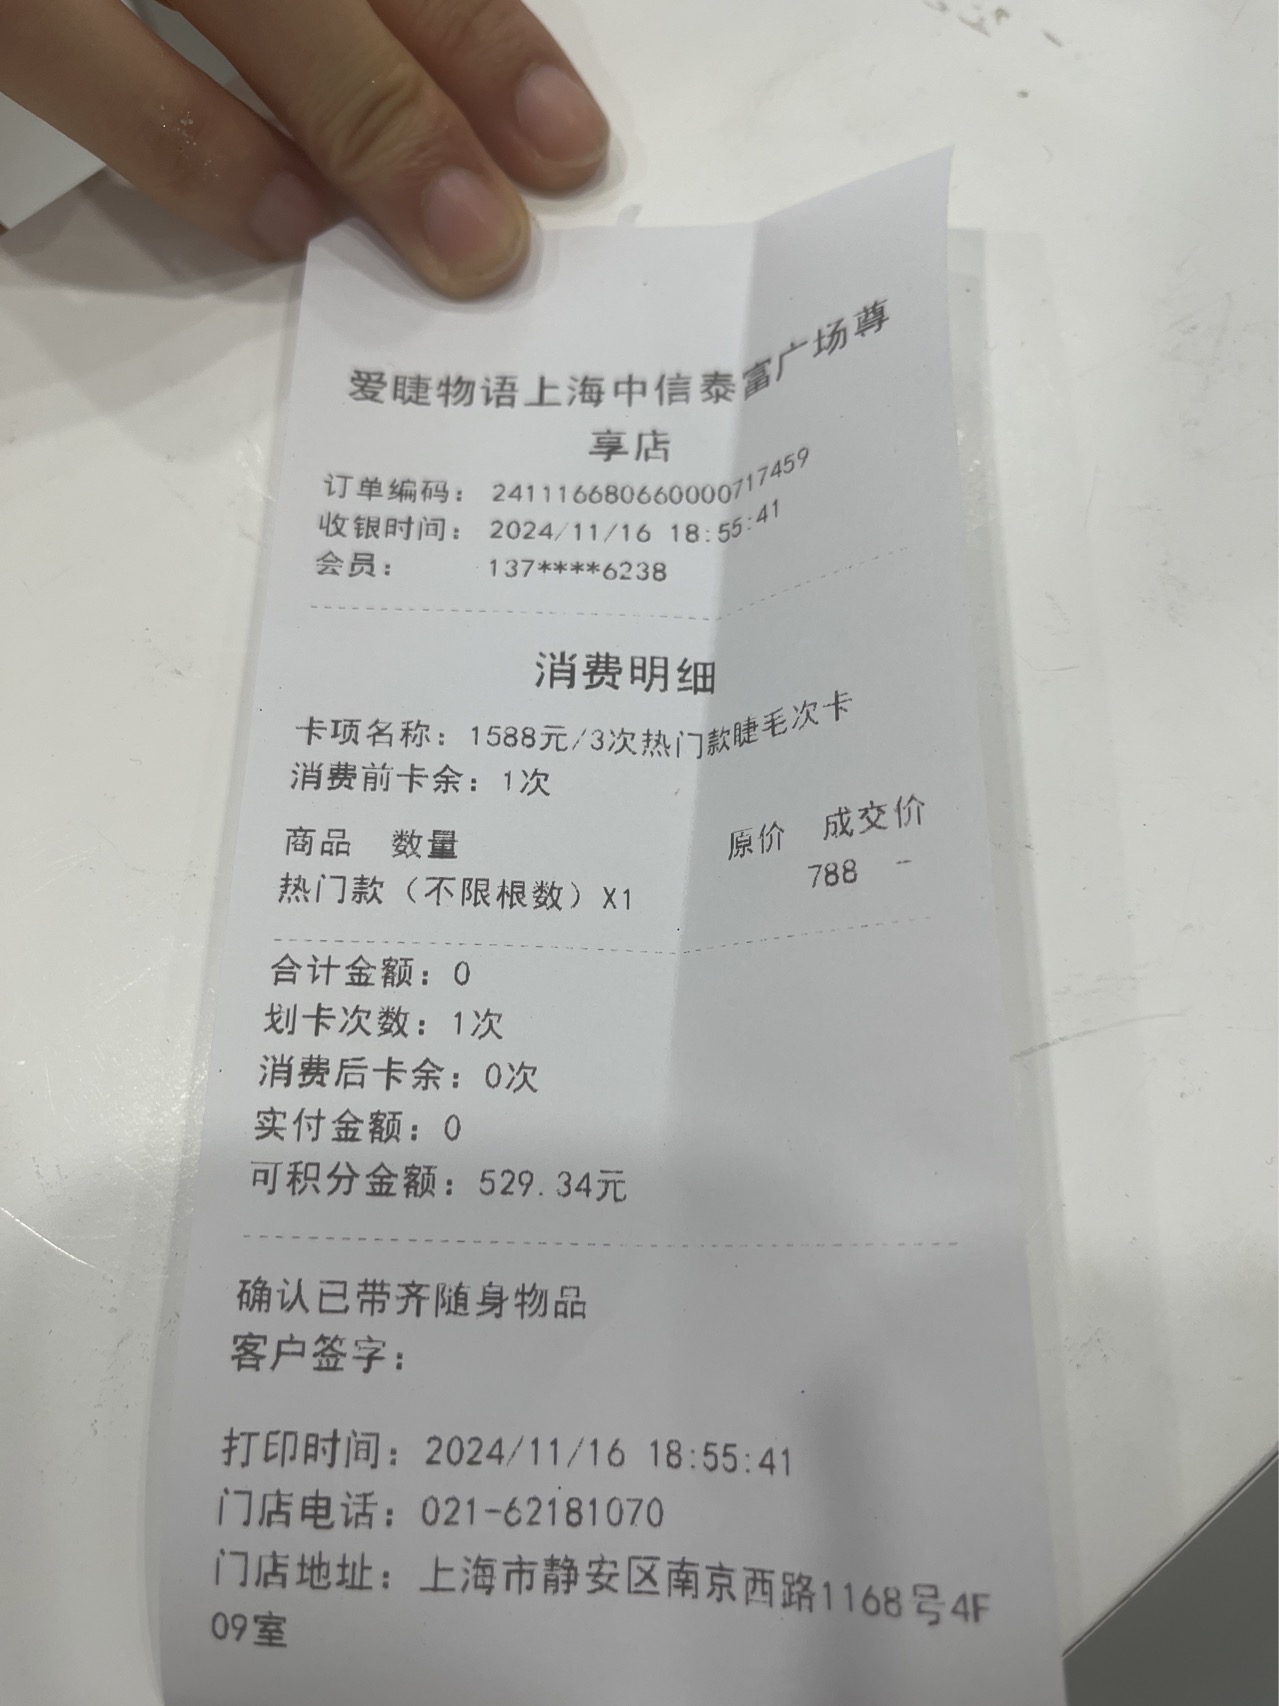 爱睫物语上海中信泰富广场尊
享店
订单编码： 2411166806600000717459
收银时间： 2024/11/16 18:55:41
会员： 137****6238
消费明细
卡项名称：1588元/3次热门款睫毛次卡
消费前卡余：1次
商品 数量 原价 成交价
热门款（不限根数）X1 788 -
合计金额：0
划卡次数：1次
消费后卡余：0次
实付金额：0
可积分金额：529.34元
确认已带齐随身物品
客户签字：
打印时间：2024/11/16 18:55:41
门店电话：021-62181070
门店地址：上海市静安区南京西路1168号4F
09室